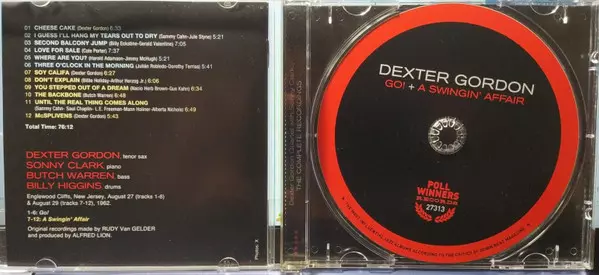 01 CHEESE CAKE (Dexter Gordon) 6:33
02 I GUESS I'LL HANG MY TEARS OUT TO DRY (Sammy Cahn-Jule Styne) 5:21
03 SECOND BALCONY JUMP (Billy Eckstine-Gerald Valentine) 7:05
04 LOVE FOR SALE (Cole Porter) 7:36
05 WHERE ARE YOU? (Harold Adamson-Jimmy McHugh) 5:21
06 THREE O'CLOCK IN THE MORNING (Julián Robledo-Dorothy Terriss) 5:41
07 SOY CALIFA (Dexter Gordon) 6:27
08 DON'T EXPLAIN (Billie Holiday-Arthur Herzog Jr.) 6:06
09 YOU STEPPED OUT OF A DREAM (Nacio Herb Brown-Gus Kahn) 6:33
10 THE BACKBONE (Butch Warren) 6:48
11 UNTIL THE REAL THING COMES ALONG
(Sammy Cahn- Saul Chaplin - L.E. Freeman-Mann Holiner-Alberta Nichols) 6:49
12 McSPLIVENS (Dexter Gordon) 5:43
Total Time: 76:12
DEXTER GORDON, tenor sax
SONNY CLARK, piano
BUTCH WARREN, bass
BILLY HIGGINS, drums
Englewood Cliffs, New Jersey, August 27 (tracks 1-6)
& August 29 (tracks 7-12), 1962.
1-6: Go!
7-12: A Swingin' Affair
Original recordings made by RUDY Van GELDER
and produced by ALFRED LION.
Photo: X
DEXTER GORDON
GO! + A SWINGIN' AFFAIR
POLL
WINNERS
RECORDS
27313